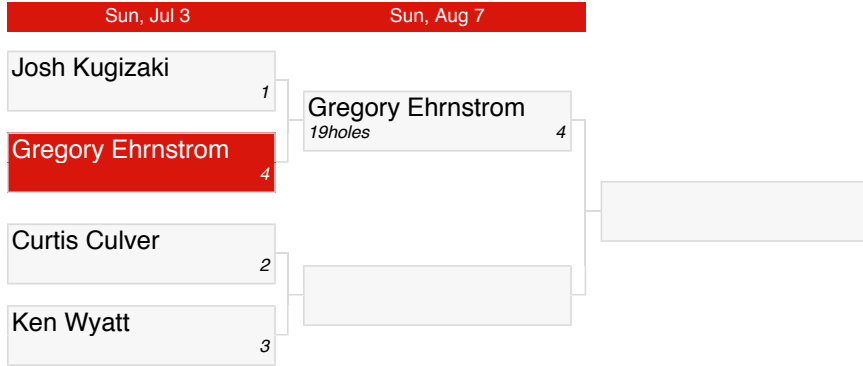 Sun, Jul 3
Sun, Aug 7
Josh Kugizaki
1
Gregory Ehrnstrom
4
Gregory Ehrnstrom
19holes 4
Curtis Culver
2
Ken Wyatt
3